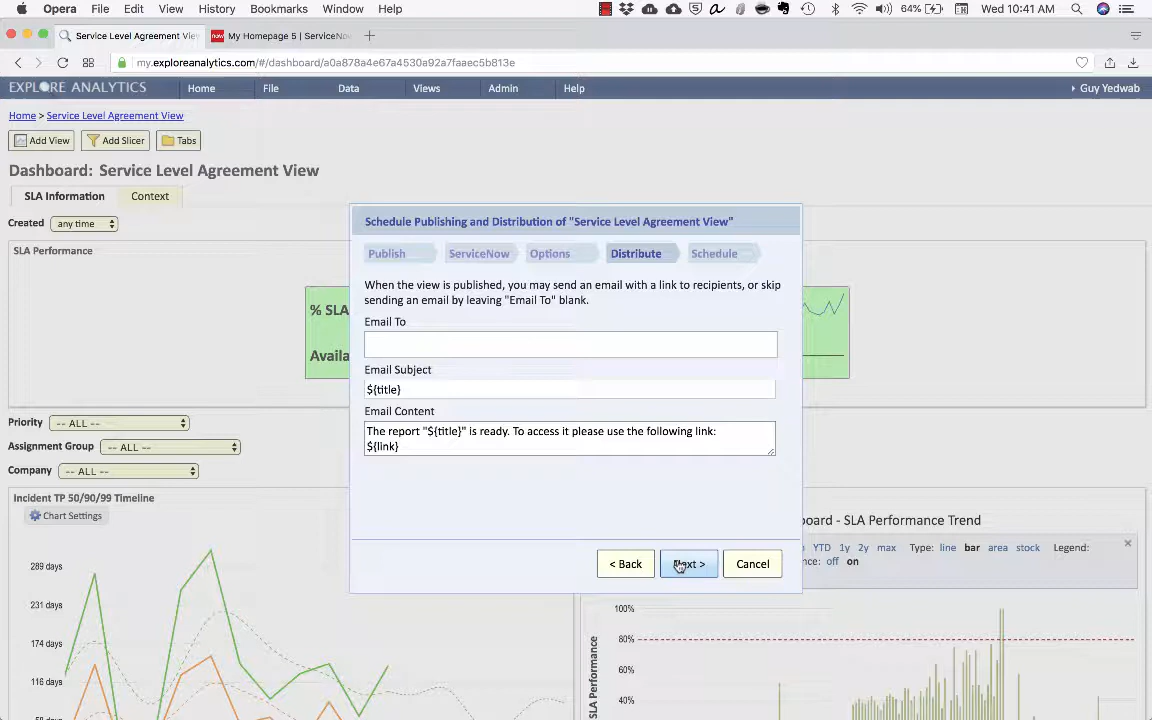 Opera File Edit View History Bookmarks Window Help 64% Wed 10:41 AM
Service Level Agreement Vie
My Homepage 5 | ServiceNo
my.exploreanalytics.com/#/dashboard/a0a878a4e67a4530e92a7faaec5b813e
EXPLORE ANALYTICS Home File Data Views Admin Help Guy Yedwab
Home > Service Level Agreement View
Add View Add Slicer Tabs
Dashboard: Service Level Agreement View
SLA Information Context
Created any time
SLA Performance
% SLA
Availa
Schedule Publishing and Distribution of "Service Level Agreement View"
Publish ServiceNow Options Distribute Schedule
When the view is published, you may send an email with a link to recipients, or skip
sending an email by leaving "Email To" blank.
Email To
Email Subject
${title}
Email Content
The report "${title}" is ready. To access it please use the following link:
${link}
< Back Next > Cancel
Priority -- ALL --
Assignment Group -- ALL --
Company -- ALL --
Incident TP 50/90/99 Timeline
Chart Settings
289 days
231 days
174 days
116 days
board - SLA Performance Trend
YTD 1y 2y max Type: line bar area stock Legend:
nce: off on
100%
80%
60%
40%
SLA Performance